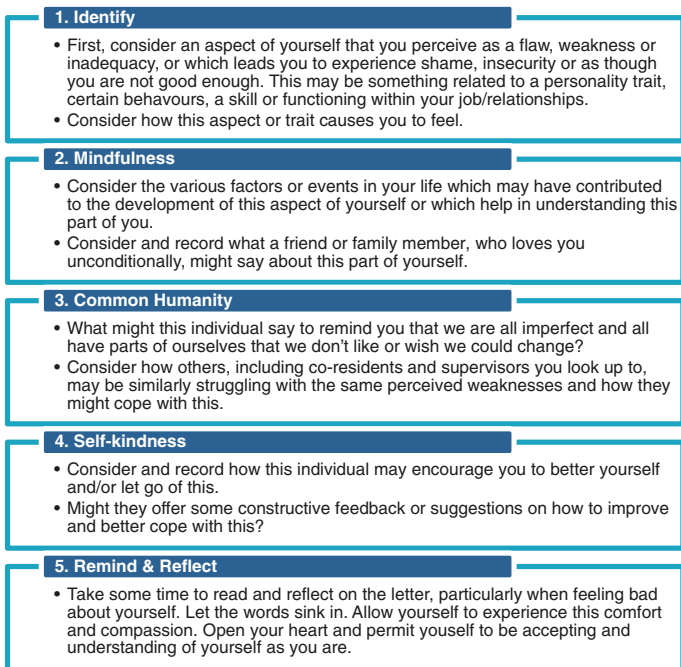 1. Identify
• First, consider an aspect of yourself that you perceive as a flaw, weakness or
inadequacy, or which leads you to experience shame, insecurity or as though
you are not good enough. This may be something related to a personality trait,
certain behavours, a skill or functioning within your job/relationships.
• Consider how this aspect or trait causes you to feel.
2. Mindfulness
• Consider the various factors or events in your life which may have contributed
to the development of this aspect of yourself or which help in understanding this
part of you.
• Consider and record what a friend or family member, who loves you
unconditionally, might say about this part of yourself.
3. Common Humanity
• What might this individual say to remind you that we are all imperfect and all
have parts of ourselves that we don't like or wish we could change?
• Consider how others, including co-residents and supervisors you look up to,
may be similarly struggling with the same perceived weaknesses and how they
might cope with this.
4. Self-kindness
• Consider and record how this individual may encourage you to better yourself
and/or let go of this.
• Might they offer some constructive feedback or suggestions on how to improve
and better cope with this?
5. Remind & Reflect
• Take some time to read and reflect on the letter, particularly when feeling bad
about yourself. Let the words sink in. Allow yourself to experience this comfort
and compassion. Open your heart and permit youself to be accepting and
understanding of yourself as you are.